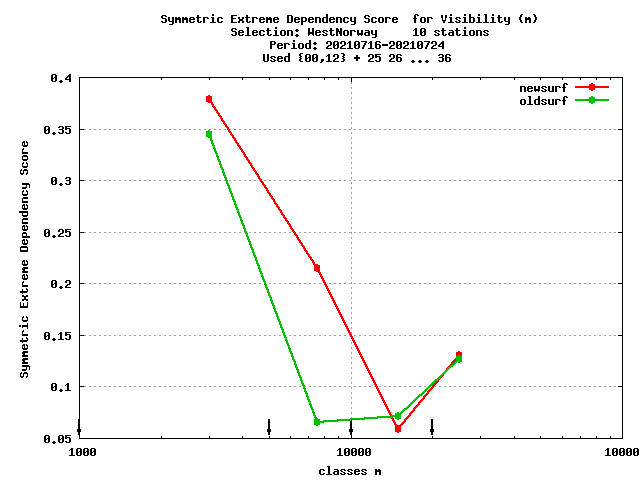 Symmetric Extreme Dependency Score  for Visibility (m)
Selection: WestNorway     10 stations
Period: 20210716-20210724
Used {00,12} + 25 26 ... 36
newsurf
oldsurf
Symmetric Extreme Dependency Score
0.4
0.35
0.3
0.25
0.2
0.15
0.1
0.05
1000 10000 10000
classes m